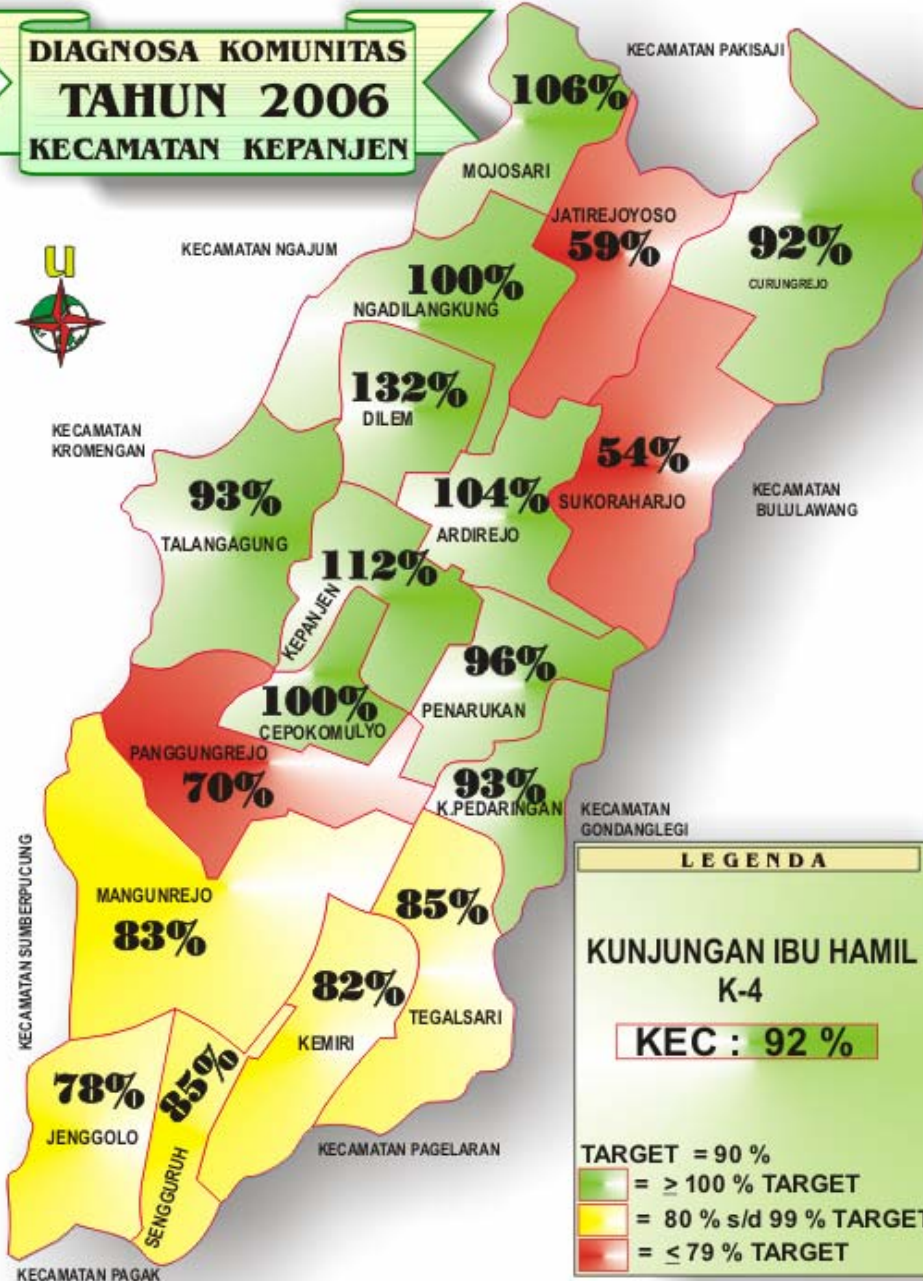 DIAGNOSA KOMUNITAS
TAHUN 2006
KECAMATAN KEPANJEN
KECAMATAN PAKISAJI
106%
MOJOSARI
JATIREJOYOSO
59%
92%
CURUNGREJO
KECAMATAN NGAJUM
u
100%
NGADILANGKUNG
132%
DILEM
KECAMATAN
KROMENGAN
93%
TALANGAGUNG
104%
ARDIREJO
54%
SUKORAHARJO
KECAMATAN
BULULAWANG
112%
KEPANJEN
96%
PENARUKAN
100%
CEPOKOMULYO
PANGGUNGREJO
70%
93%
K.PEDARINGAN
KECAMATAN
GONDANGLEGI
KECAMATAN SUMBERPUCUNG
MANGUNREJO
83%
85%
TEGALSARI
82%
KEMIRI
78%
JENGGOLO
85%
SENGGURUH
KECAMATAN PAGELARAN
KECAMATAN PAGAK
LEGENDA
KUNJUNGAN IBU HAMIL
K-4
KEC : 92 %
TARGET = 90 %
= ≥ 100 % TARGET
= 80 % s/d 99 % TARGET
= ≤ 79 % TARGET